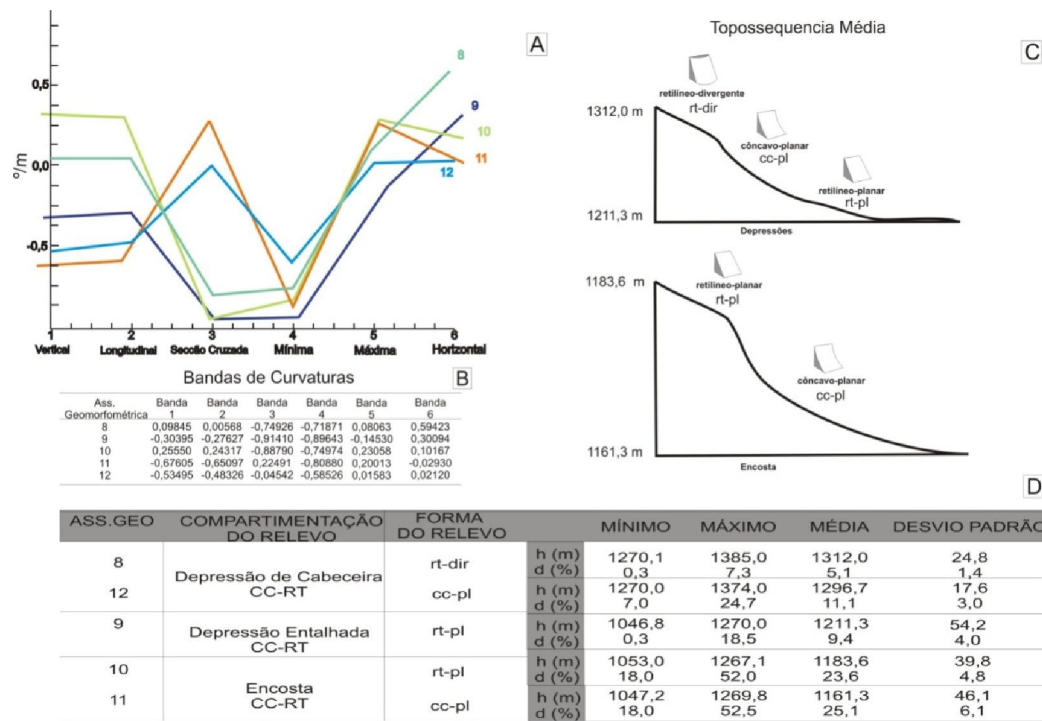 A
0,5
0,0
-0,5
º/m
8
9
10
11
12
1 2 3 4 5 6
Vertical Longitudinal Seccão Cruzada Mínima Máxima Horizontal
Bandas de Curvaturas
B
Ass. Geomorfométrica Banda 1 Banda 2 Banda 3 Banda 4 Banda 5 Banda 6
8 0,09845 0,00568 -0,74926 -0,71871 0,08063 0,59423
9 -0,30395 -0,27627 -0,91410 -0,89643 -0,14530 0,30094
10 0,25550 0,24317 -0,88790 -0,74974 0,23058 0,10167
11 -0,67605 -0,65097 0,22491 -0,80880 0,20013 -0,02930
12 -0,53495 -0,48326 -0,04542 -0,58526 0,01583 0,02120
Topossequencia Média
C
retilíneo-divergente
rt-dir
1312,0 m
côncavo-planar
cc-pl
retilíneo-planar
rt-pl
1211,3 m
Depressões
1183,6 m
retilíneo-planar
rt-pl
côncavo-planar
cc-pl
1161,3 m
Encosta
D
ASS.GEO COMPARTIMENTAÇÃO DO RELEVO FORMA DO RELEVO MÍNIMO MÁXIMO MÉDIA DESVIO PADRÃO
8 Depressão de Cabeceira CC-RT rt-dir h (m) 1270,1 1385,0 1312,0 24,8
d (%) 0,3 7,3 5,1 1,4
12 cc-pl h (m) 1270,0 1374,0 1296,7 17,6
d (%) 7,0 24,7 11,1 3,0
9 Depressão Entalhada CC-RT rt-pl h (m) 1046,8 1270,0 1211,3 54,2
d (%) 0,3 18,5 9,4 4,0
10 Encosta CC-RT rt-pl h (m) 1053,0 1267,1 1183,6 39,8
d (%) 18,0 52,0 23,6 4,8
11 cc-pl h (m) 1047,2 1269,8 1161,3 46,1
d (%) 18,0 52,5 25,1 6,1